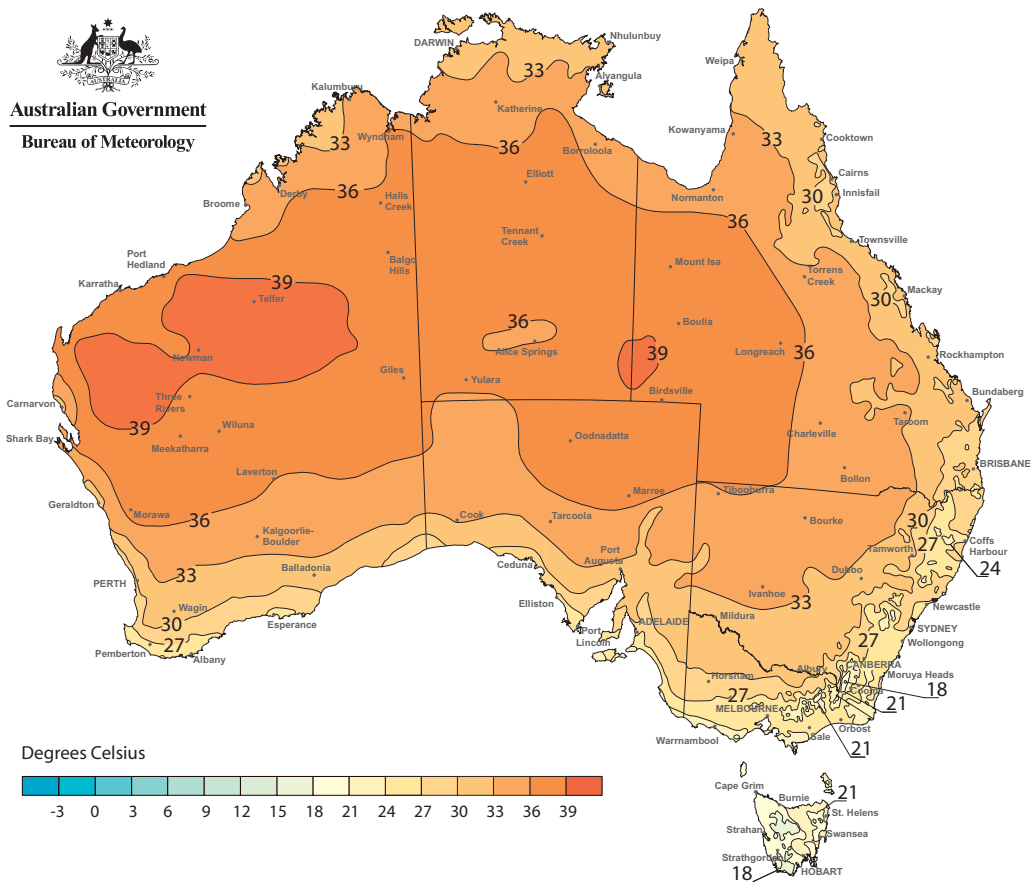 AUSTRALIA
Australian Government
Bureau of Meteorology
DARWIN
Nhulunbuy
33
Alyangula
Weipa
Kalumburu
Katherine
Wyndham
33
36
Borroloola
Kowanyama
33
Cooktown
Elliott
Cairns
Derby
36
Halls
Creek
Normanton
30
Innisfail
Broome
Tennant
Creek
36
Townsville
Port
Hedland
Balgo
Hills
Mount Isa
Torrens
Creek
Karratha
39
Telfer
30
Mackay
36
Boulia
Newman
Alice Springs
39
Longreach
36
Rockhampton
Giles
Yulara
Birdsville
Three
Rivers
Bundaberg
Carnarvon
39
Wiluna
Taroom
Shark Bay
Meekatharra
Oodnadatta
Charleville
Laverton
Bollon
BRISBANE
Geraldton
Morawa
36
Marree
Tibooburra
Cook
Tarcoola
Bourke
30
Kalgoorlie-
Boulder
27
Coffs
Harbour
Port
Augusta
Tamworth
24
PERTH
33
Balladonia
Ceduna
Dubbo
Wagin
Elliston
Ivanhoe
33
Newcastle
30
Esperance
ADELAIDE
Mildura
SYDNEY
27
Port
Lincoln
27
Wollongong
Pemberton
Albany
Albury
CANBERRA
Horsham
Moruya Heads
27
Cooma
18
MELBOURNE
21
Orbost
Warrnambool
Sale
21
Degrees Celsius
-3 0 3 6 9 12 15 18 21 24 27 30 33 36 39
Cape Grim
Burnie
21
St. Helens
Strahan
Swansea
Strathgordon
18
HOBART